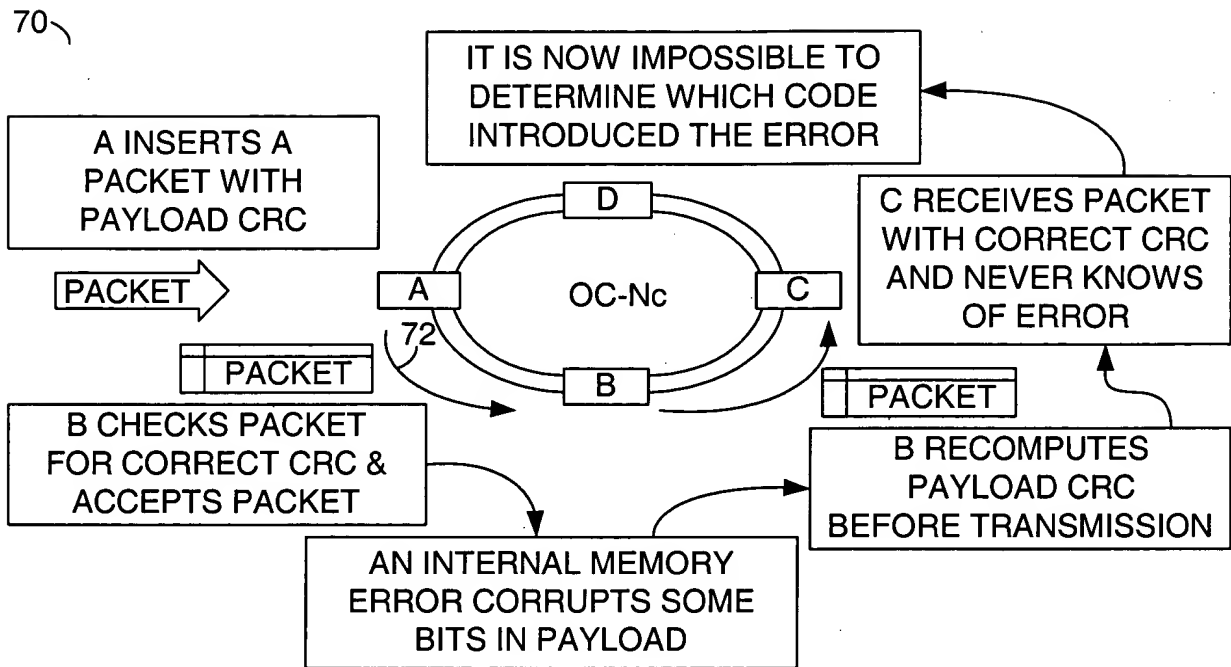 70
IT IS NOW IMPOSSIBLE TO
DETERMINE WHICH CODE
INTRODUCED THE ERROR
A INSERTS A
PACKET WITH
PAYLOAD CRC
C RECEIVES PACKET
WITH CORRECT CRC
AND NEVER KNOWS
OF ERROR
D
PACKET
A
OC-Nc
C
72
PACKET
B
PACKET
B CHECKS PACKET
FOR CORRECT CRC &
ACCEPTS PACKET
B RECOMPUTES
PAYLOAD CRC
BEFORE TRANSMISSION
AN INTERNAL MEMORY
ERROR CORRUPTS SOME
BITS IN PAYLOAD